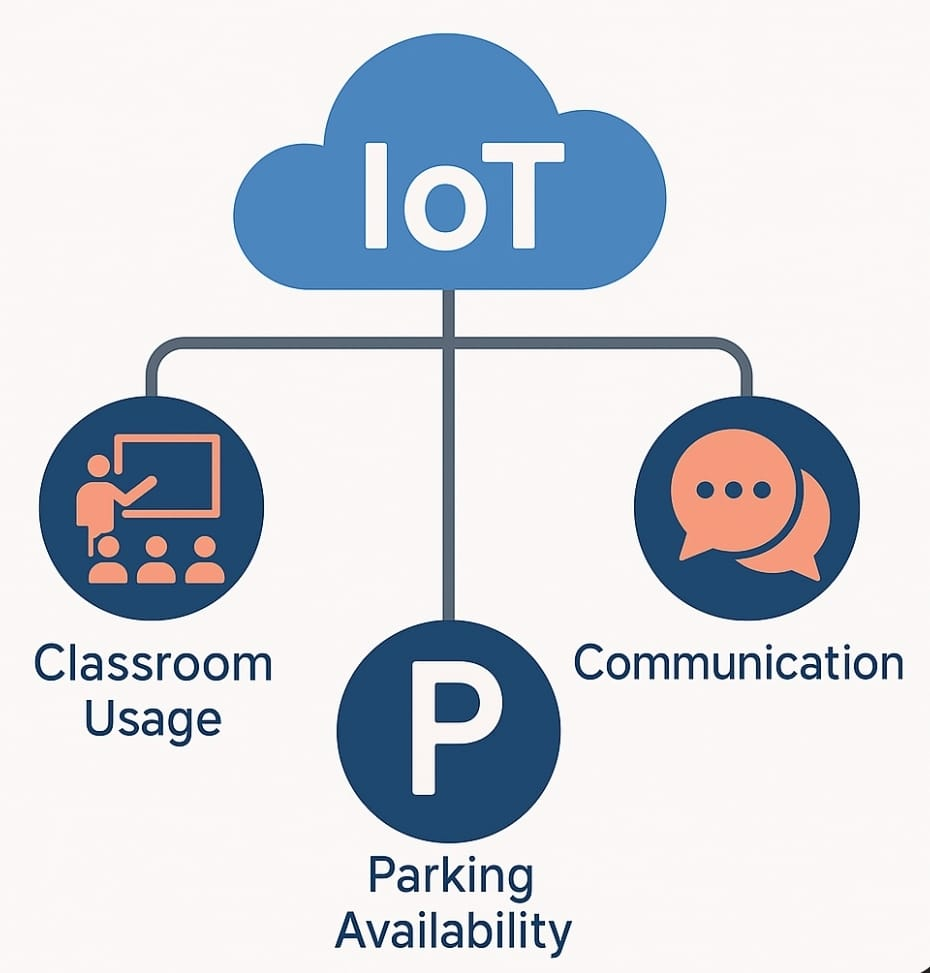 IoT
Classroom
Usage
Communication
P
Parking
Availability